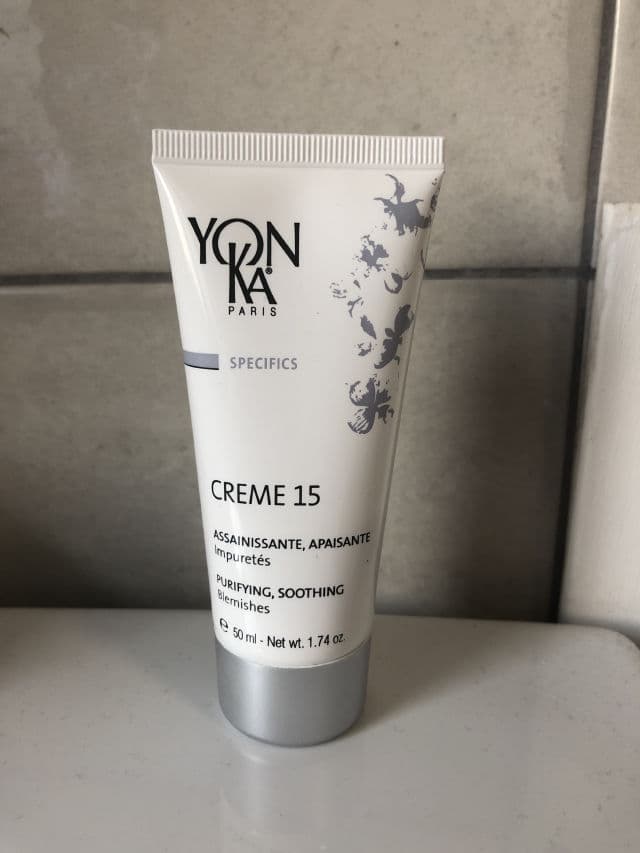 YON
KA®
PARIS
SPECIFICS
CREME 15
ASSAINISSANTE, APAISANTE
Impuretés
PURIFYING, SOOTHING
Blemishes
℮ 50 ml - Net wt. 1.74 oz.